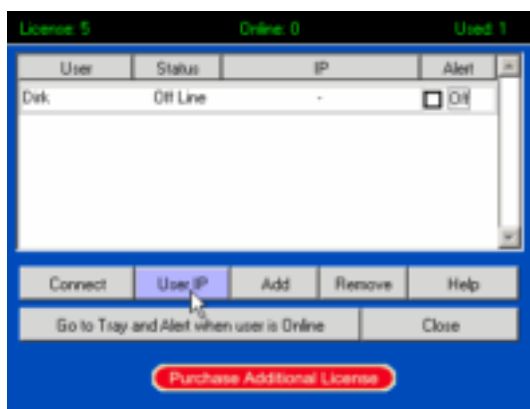 License: 5 Online: 0 Used: 1
User Status IP Alert
Dirk Off Line - Off
Connect User IP Add Remove Help
Go to Tray and Alert when user is Online Close
Purchase Additional License